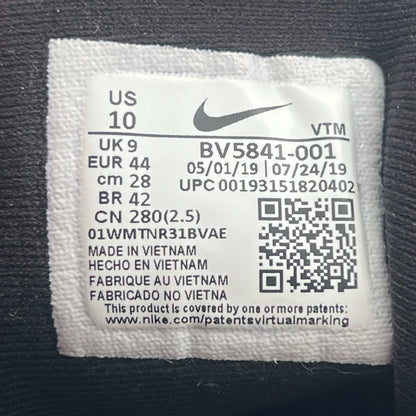 US
10
VTM
UK 9
BV5841-001
EUR 44
05/01/19 | 07/24/19
cm 28
UPC 00193151820402
BR 42
CN 280(2.5)
01WMTNR31BVAE
MADE IN VIETNAM
HECHO EN VIETNAM
FABRIQUE AU VIETNAM
FABRICADO NO VIETNA
This product is covered by one or more patents:
www.nike.com/patentsvirtualmarking